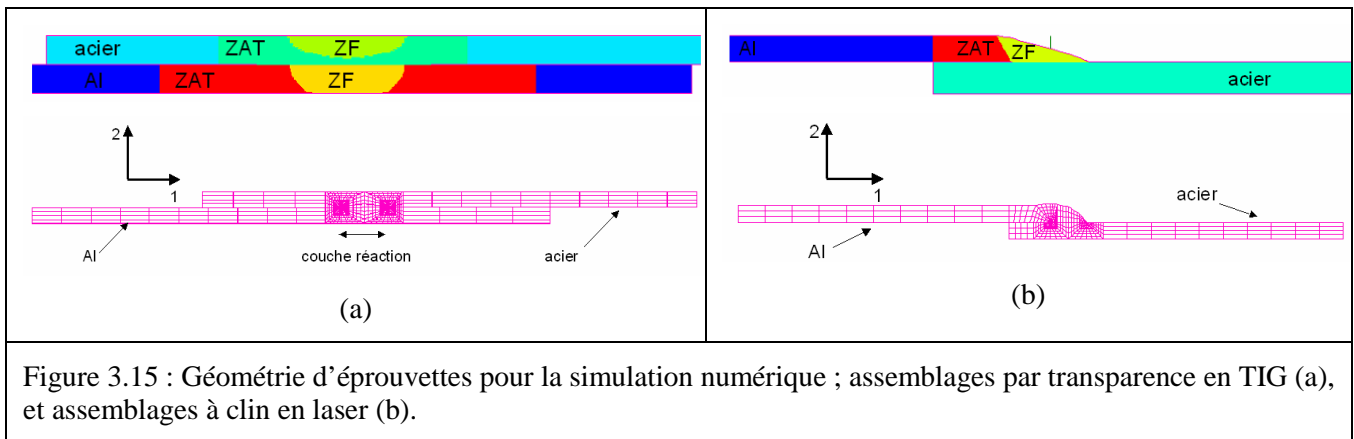 acier ZAT ZF
Al ZAT ZF
2
1
Al
couche réaction
acier
(a)
Al ZAT ZF
acier
2
1
acier
Al
(b)
Figure 3.15 : Géométrie d’éprouvettes pour la simulation numérique ; assemblages par transparence en TIG (a),
et assemblages à clin en laser (b).